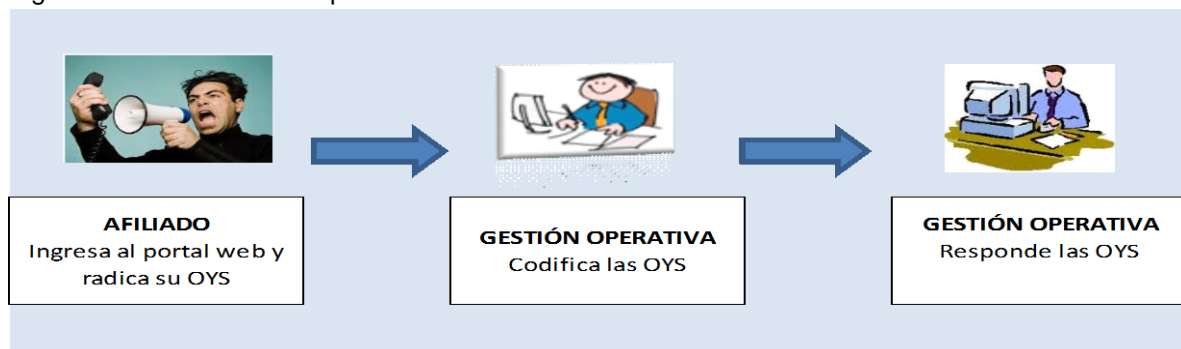 AFILIADO
Ingresa al portal web y
radica su OYS
GESTIÓN OPERATIVA
Codifica las OYS
GESTIÓN OPERATIVA
Responde las OYS